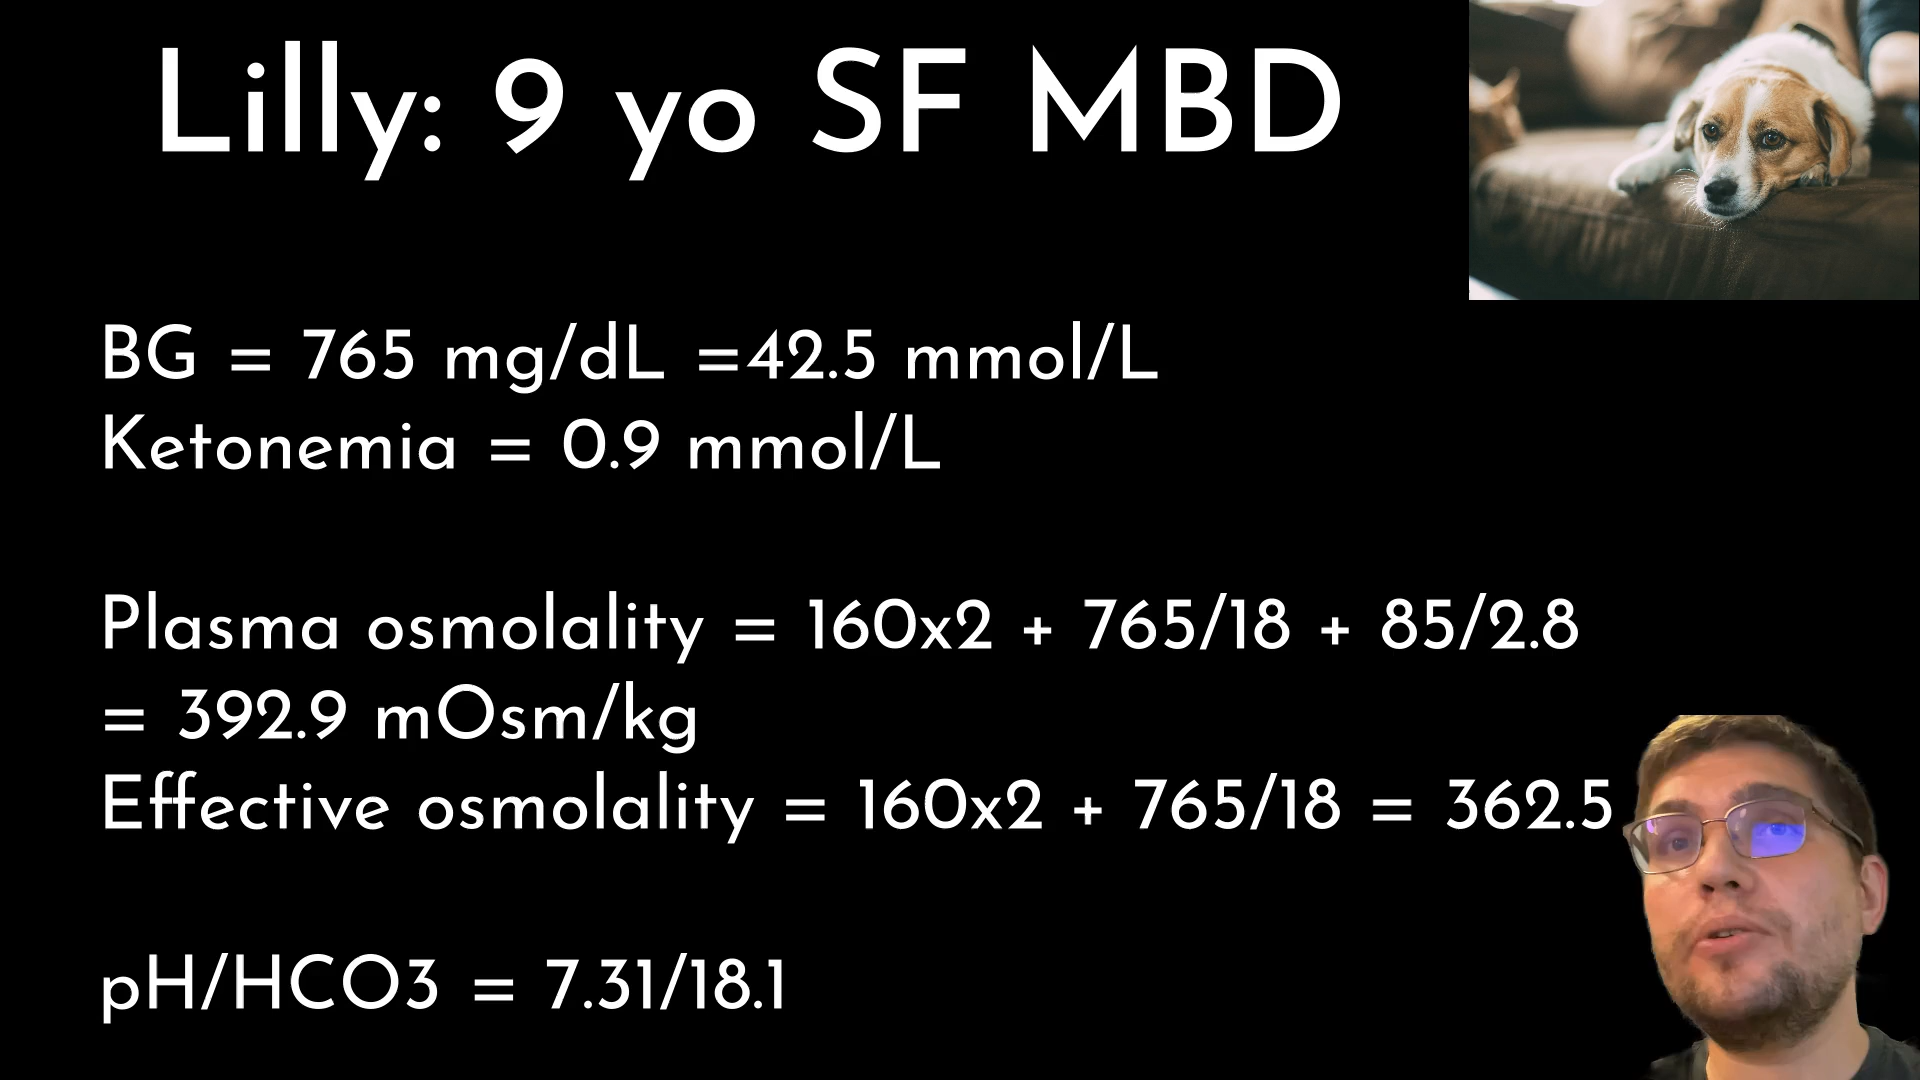 Lilly: 9 yo SF MBD
BG = 765 mg/dL =42.5 mmol/L
Ketonemia = 0.9 mmol/L
Plasma osmolality = 160x2 + 765/18 + 85/2.8
= 392.9 mOsm/kg
Effective osmolality = 160x2 + 765/18 = 362.5
pH/HCO3 = 7.31/18.1